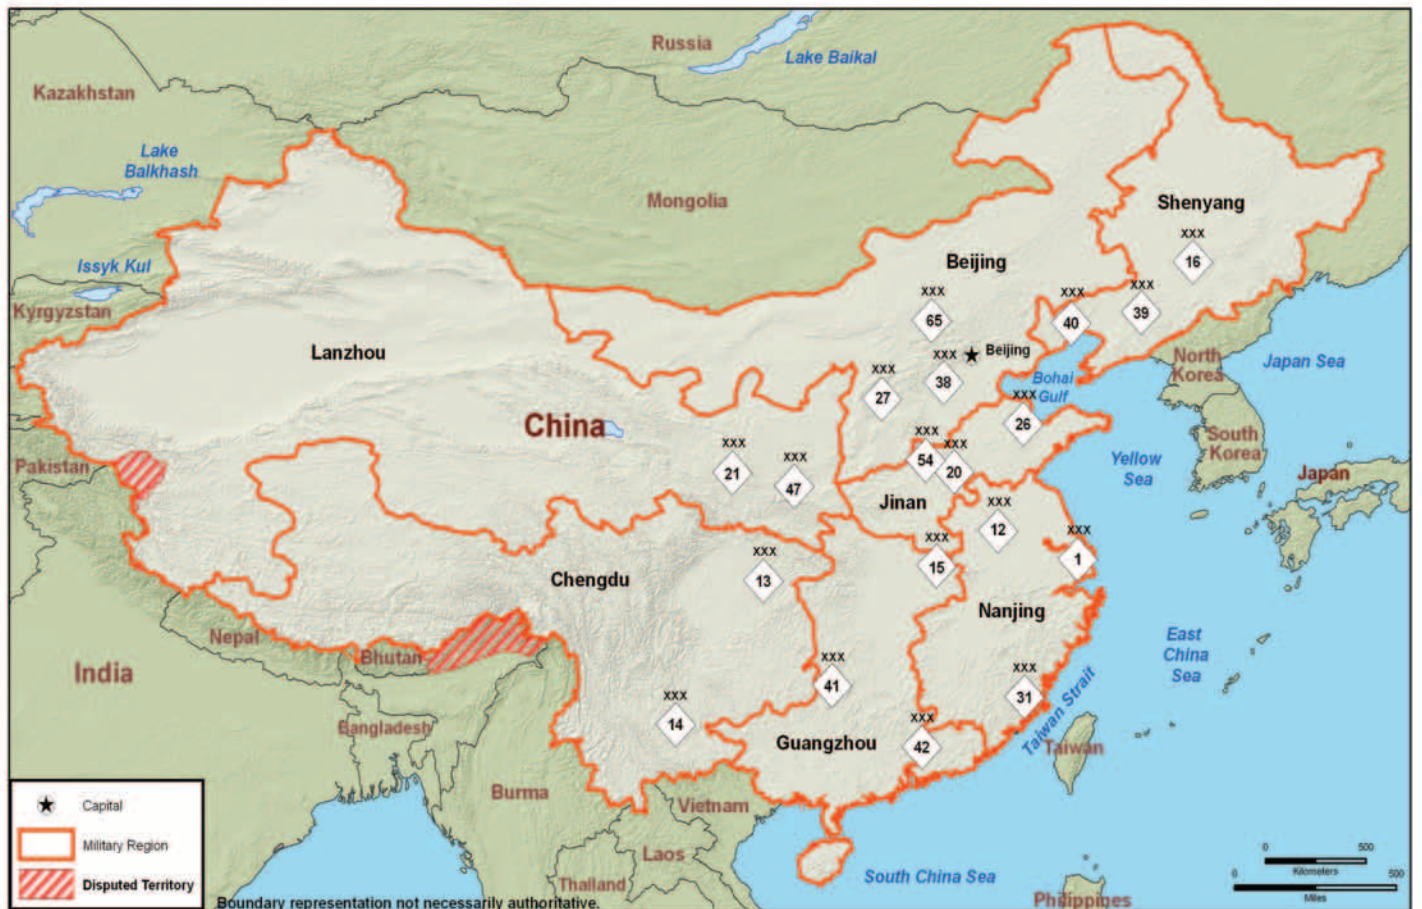 Russia
Lake Baikal
Kazakhstan
Lake
Balkhash
Mongolia
Shenyang
XXX
16
Issyk Kul
Beijing
Kyrgyzstan
XXX
65
XXX
40
XXX
39
Lanzhou
XXX
38
Beijing
North
Korea
Japan Sea
XXX
27
Bohai
Gulf
XXX
26
China
South
Korea
XXX
21
XXX
47
54
XXX
20
XXX
Yellow
Sea
Pakistan
Japan
Jinan
XXX
12
XXX
1
XXX
15
Chengdu
XXX
13
Nanjing
Nepal
Bhutan
East
China
Sea
India
XXX
41
XXX
31
XXX
14
Bangladesh
Guangzhou
XXX
42
Taiwan Strait
Taiwan
Burma
Vietnam
Laos
Thailand
South China Sea
Philippines
Capital
Military Region
Disputed Territory
Boundary representation not necessarily authoritative.
0 500
Kilometers
0 500
Miles